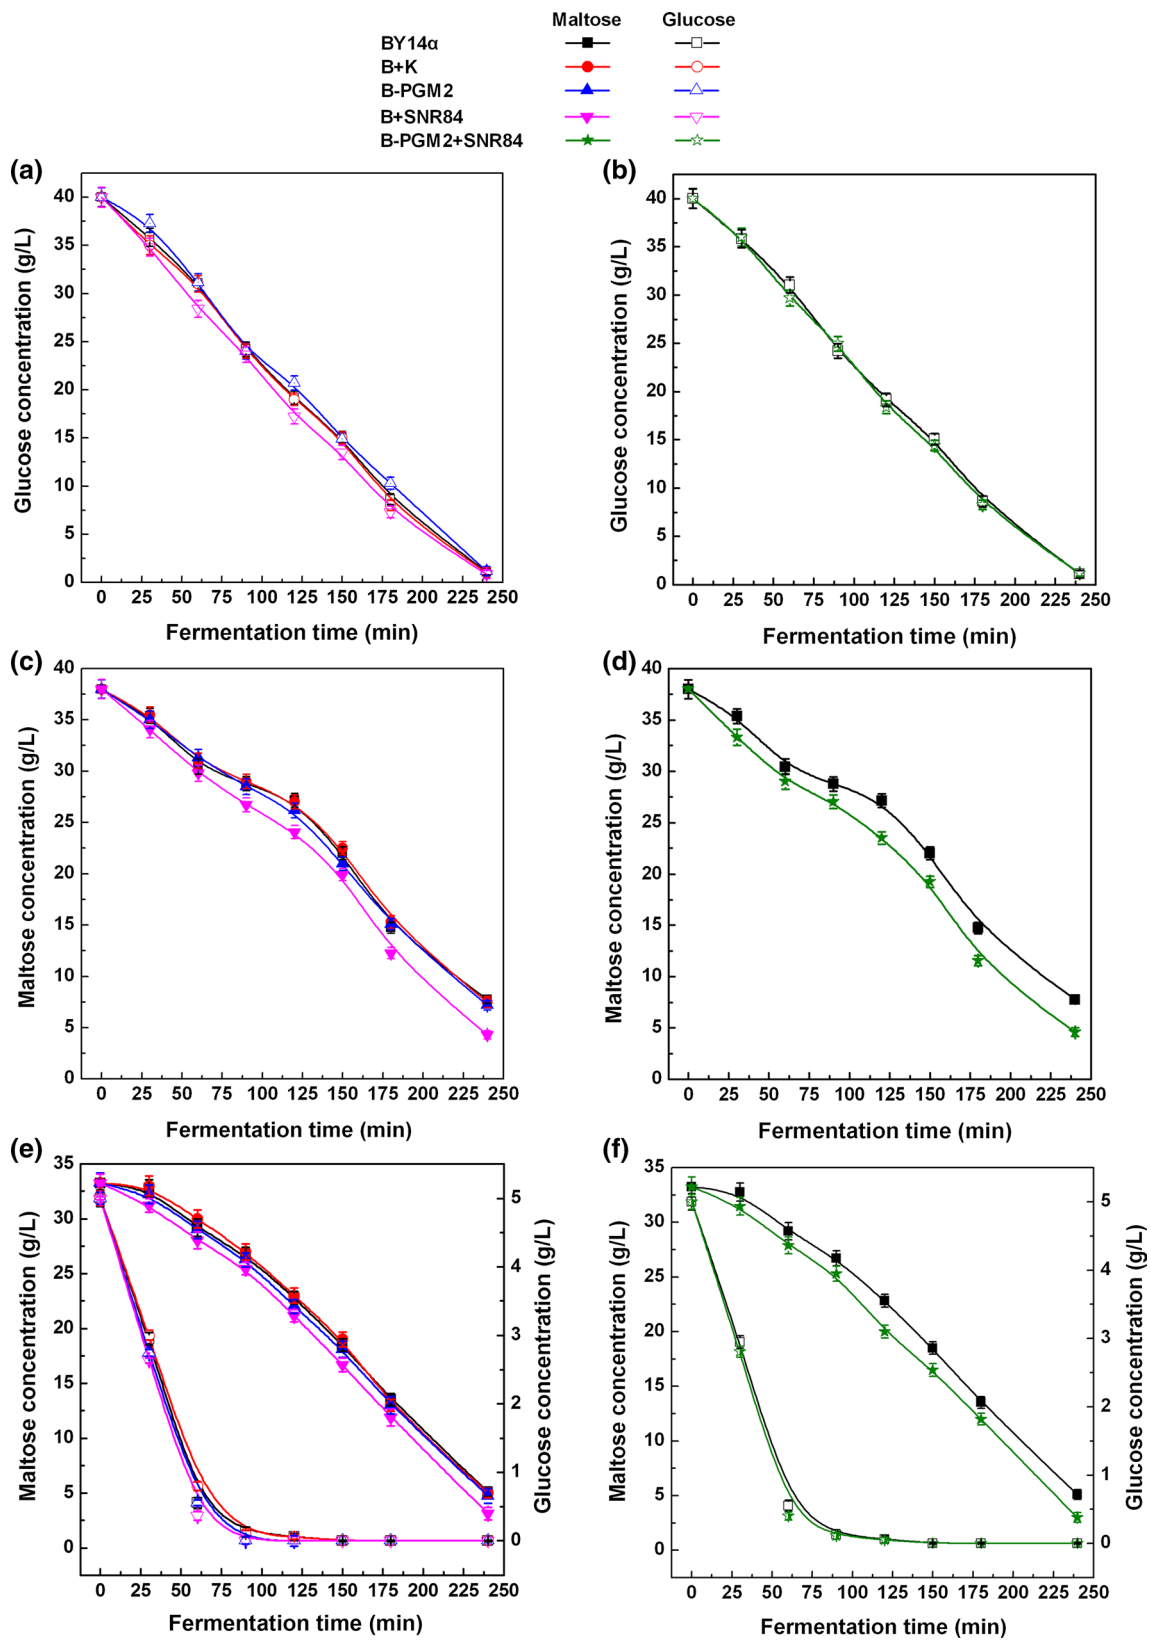 Maltose Glucose
BY14α
B+K
B-PGM2
B+SNR84
B-PGM2+SNR84
(a)
Glucose concentration (g/L)
40
35
30
25
20
15
10
5
0
0 25 50 75 100 125 150 175 200 225 250
Fermentation time (min)
(b)
Glucose concentration (g/L)
40
35
30
25
20
15
10
5
0
0 25 50 75 100 125 150 175 200 225 250
Fermentation time (min)
(c)
Maltose concentration (g/L)
40
35
30
25
20
15
10
5
0
0 25 50 75 100 125 150 175 200 225 250
Fermentation time (min)
(d)
Maltose concentration (g/L)
40
35
30
25
20
15
10
5
0
0 25 50 75 100 125 150 175 200 225 250
Fermentation time (min)
(e)
Maltose concentration (g/L)
35
30
25
20
15
10
5
0
5
4
3
2
1
0
Glucose concentration (g/L)
0 25 50 75 100 125 150 175 200 225 250
Fermentation time (min)
(f)
Maltose concentration (g/L)
35
30
25
20
15
10
5
0
5
4
3
2
1
0
Glucose concentration (g/L)
0 25 50 75 100 125 150 175 200 225 250
Fermentation time (min)